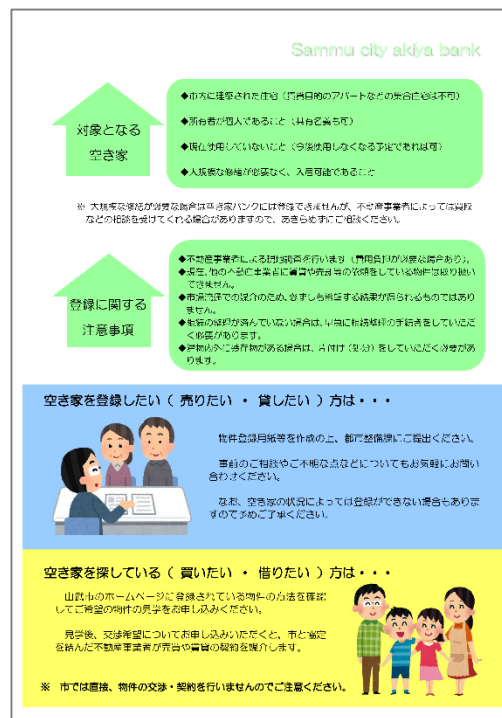 Sammu city akiya bank
対象となる
空き家
◆市内に建築された住宅（賃貸目的のアパートなどの集合住宅は不可）
◆所有者が個人であること（共有名義も可）
◆現在使用していないこと（今後使用しなくなる予定であれば可）
◆大規模な修繕が必要なく、入居可能であること
※ 大規模な修繕が必要な場合は空き家バンクには登録できませんが、不動産事業者によっては買取
などの相談を受けてくれる場合がありますので、あきらめずにご相談ください。
登録に関する
注意事項
◆不動産事業者による現地調査を行います（費用負担が必要な場合あり）。
◆現在、他の不動産事業者に賃貸や売却等の依頼をしている物件は取り扱い
できません。
◆市場流通での媒介のため、必ずしも希望する結果が得られるものではあり
ません。
◆相続の整理が済んでいない場合は、早急に相続整理の手続きをしていただ
く必要があります。
◆建物内外に残存物がある場合は、片付け（処分）をしていただく必要があ
ります。
空き家を登録したい（ 売りたい ・ 貸したい ）方は・・・
物件登録用紙等を作成の上、都市整備課にご提出ください。
事前のご相談やご不明な点などについてもお気軽にお問い
合わせください。
なお、空き家の状況によっては登録ができない場合もありま
すので予めご了承ください。
空き家を探している（ 買いたい ・ 借りたい ）方は・・・
山武市のホームページに登録されている物件の方法を確認
してご希望の物件の見学をお申し込みください。
見学後、交渉希望についてお申し込みいただくと、市と協定
を結んだ不動産事業者が売買や賃貸の契約を媒介します。
※ 市では直接、物件の交渉・契約を行いませんのでご注意ください。